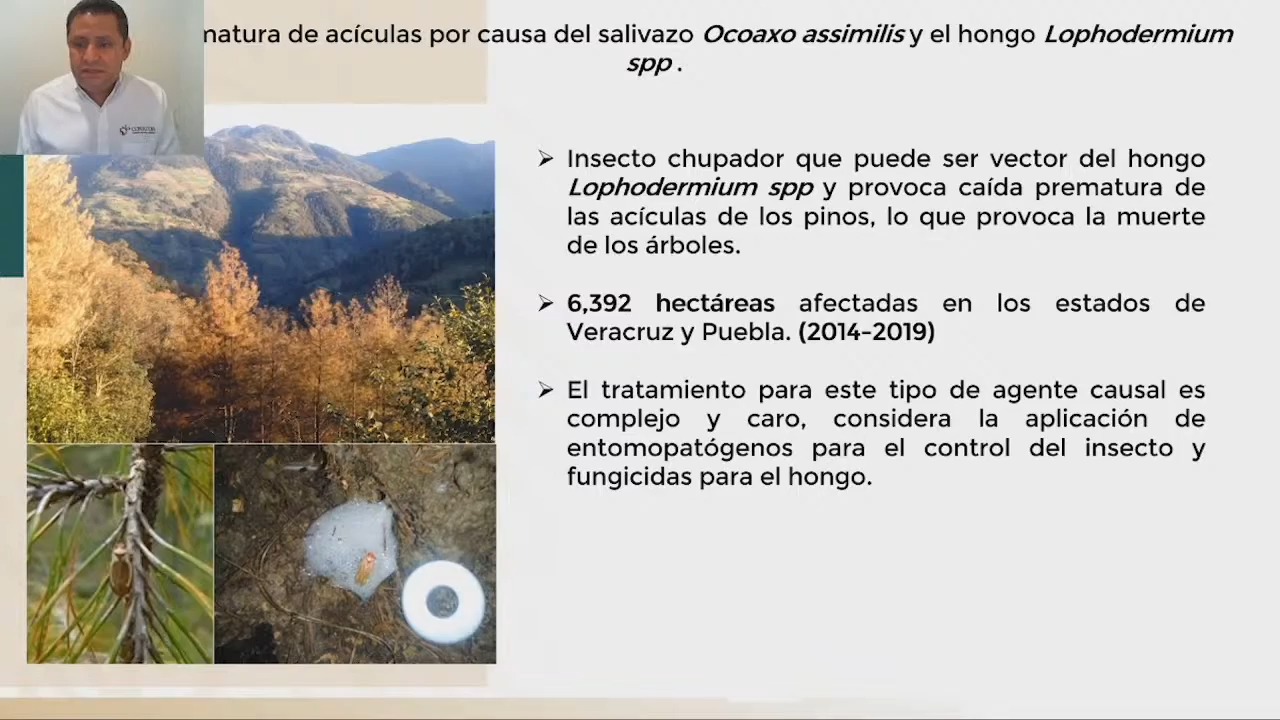 matura de acículas por causa del salivazo Ocoaxo assimilis y el hongo Lophodermium
spp .
➢ Insecto chupador que puede ser vector del hongo
Lophodermium spp y provoca caída prematura de
las acículas de los pinos, lo que provoca la muerte
de los árboles.
➢ 6,392 hectáreas afectadas en los estados de
Veracruz y Puebla. (2014-2019)
➢ El tratamiento para este tipo de agente causal es
complejo y caro, considera la aplicación de
entomopatógenos para el control del insecto y
fungicidas para el hongo.